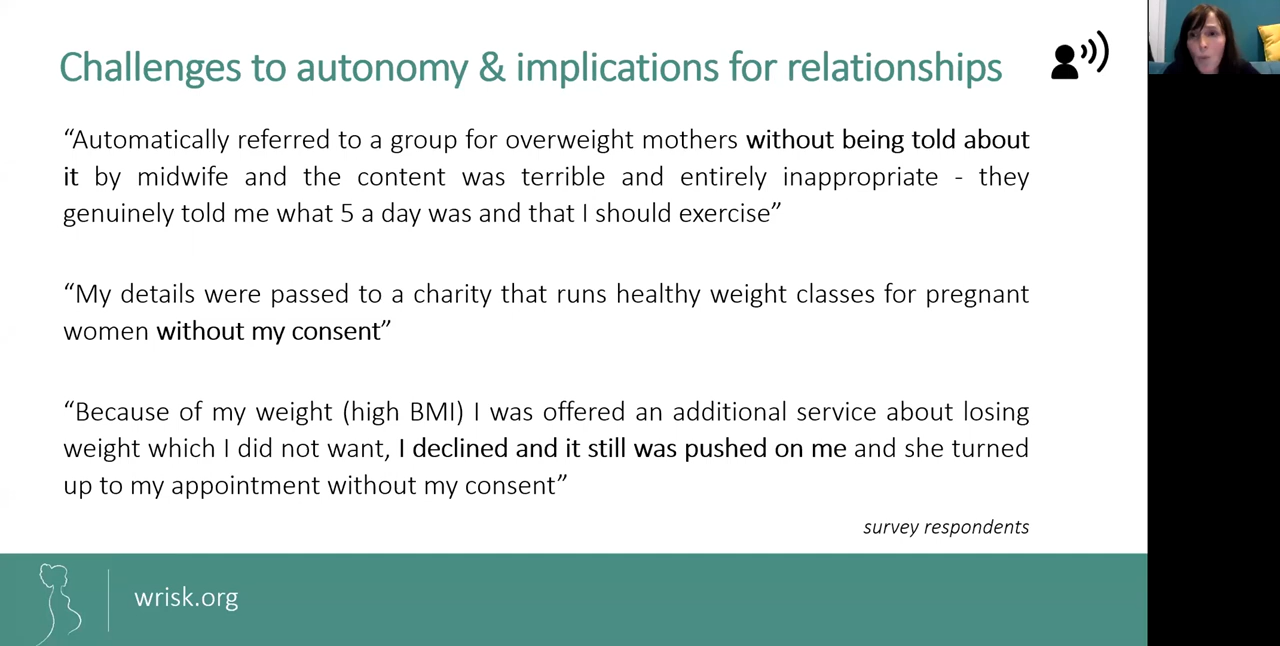 Challenges to autonomy & implications for relationships
“Automatically referred to a group for overweight mothers without being told about
it by midwife and the content was terrible and entirely inappropriate - they
genuinely told me what 5 a day was and that I should exercise”
“My details were passed to a charity that runs healthy weight classes for pregnant
women without my consent”
“Because of my weight (high BMI) I was offered an additional service about losing
weight which I did not want, I declined and it still was pushed on me and she turned
up to my appointment without my consent”
survey respondents
wrisk.org